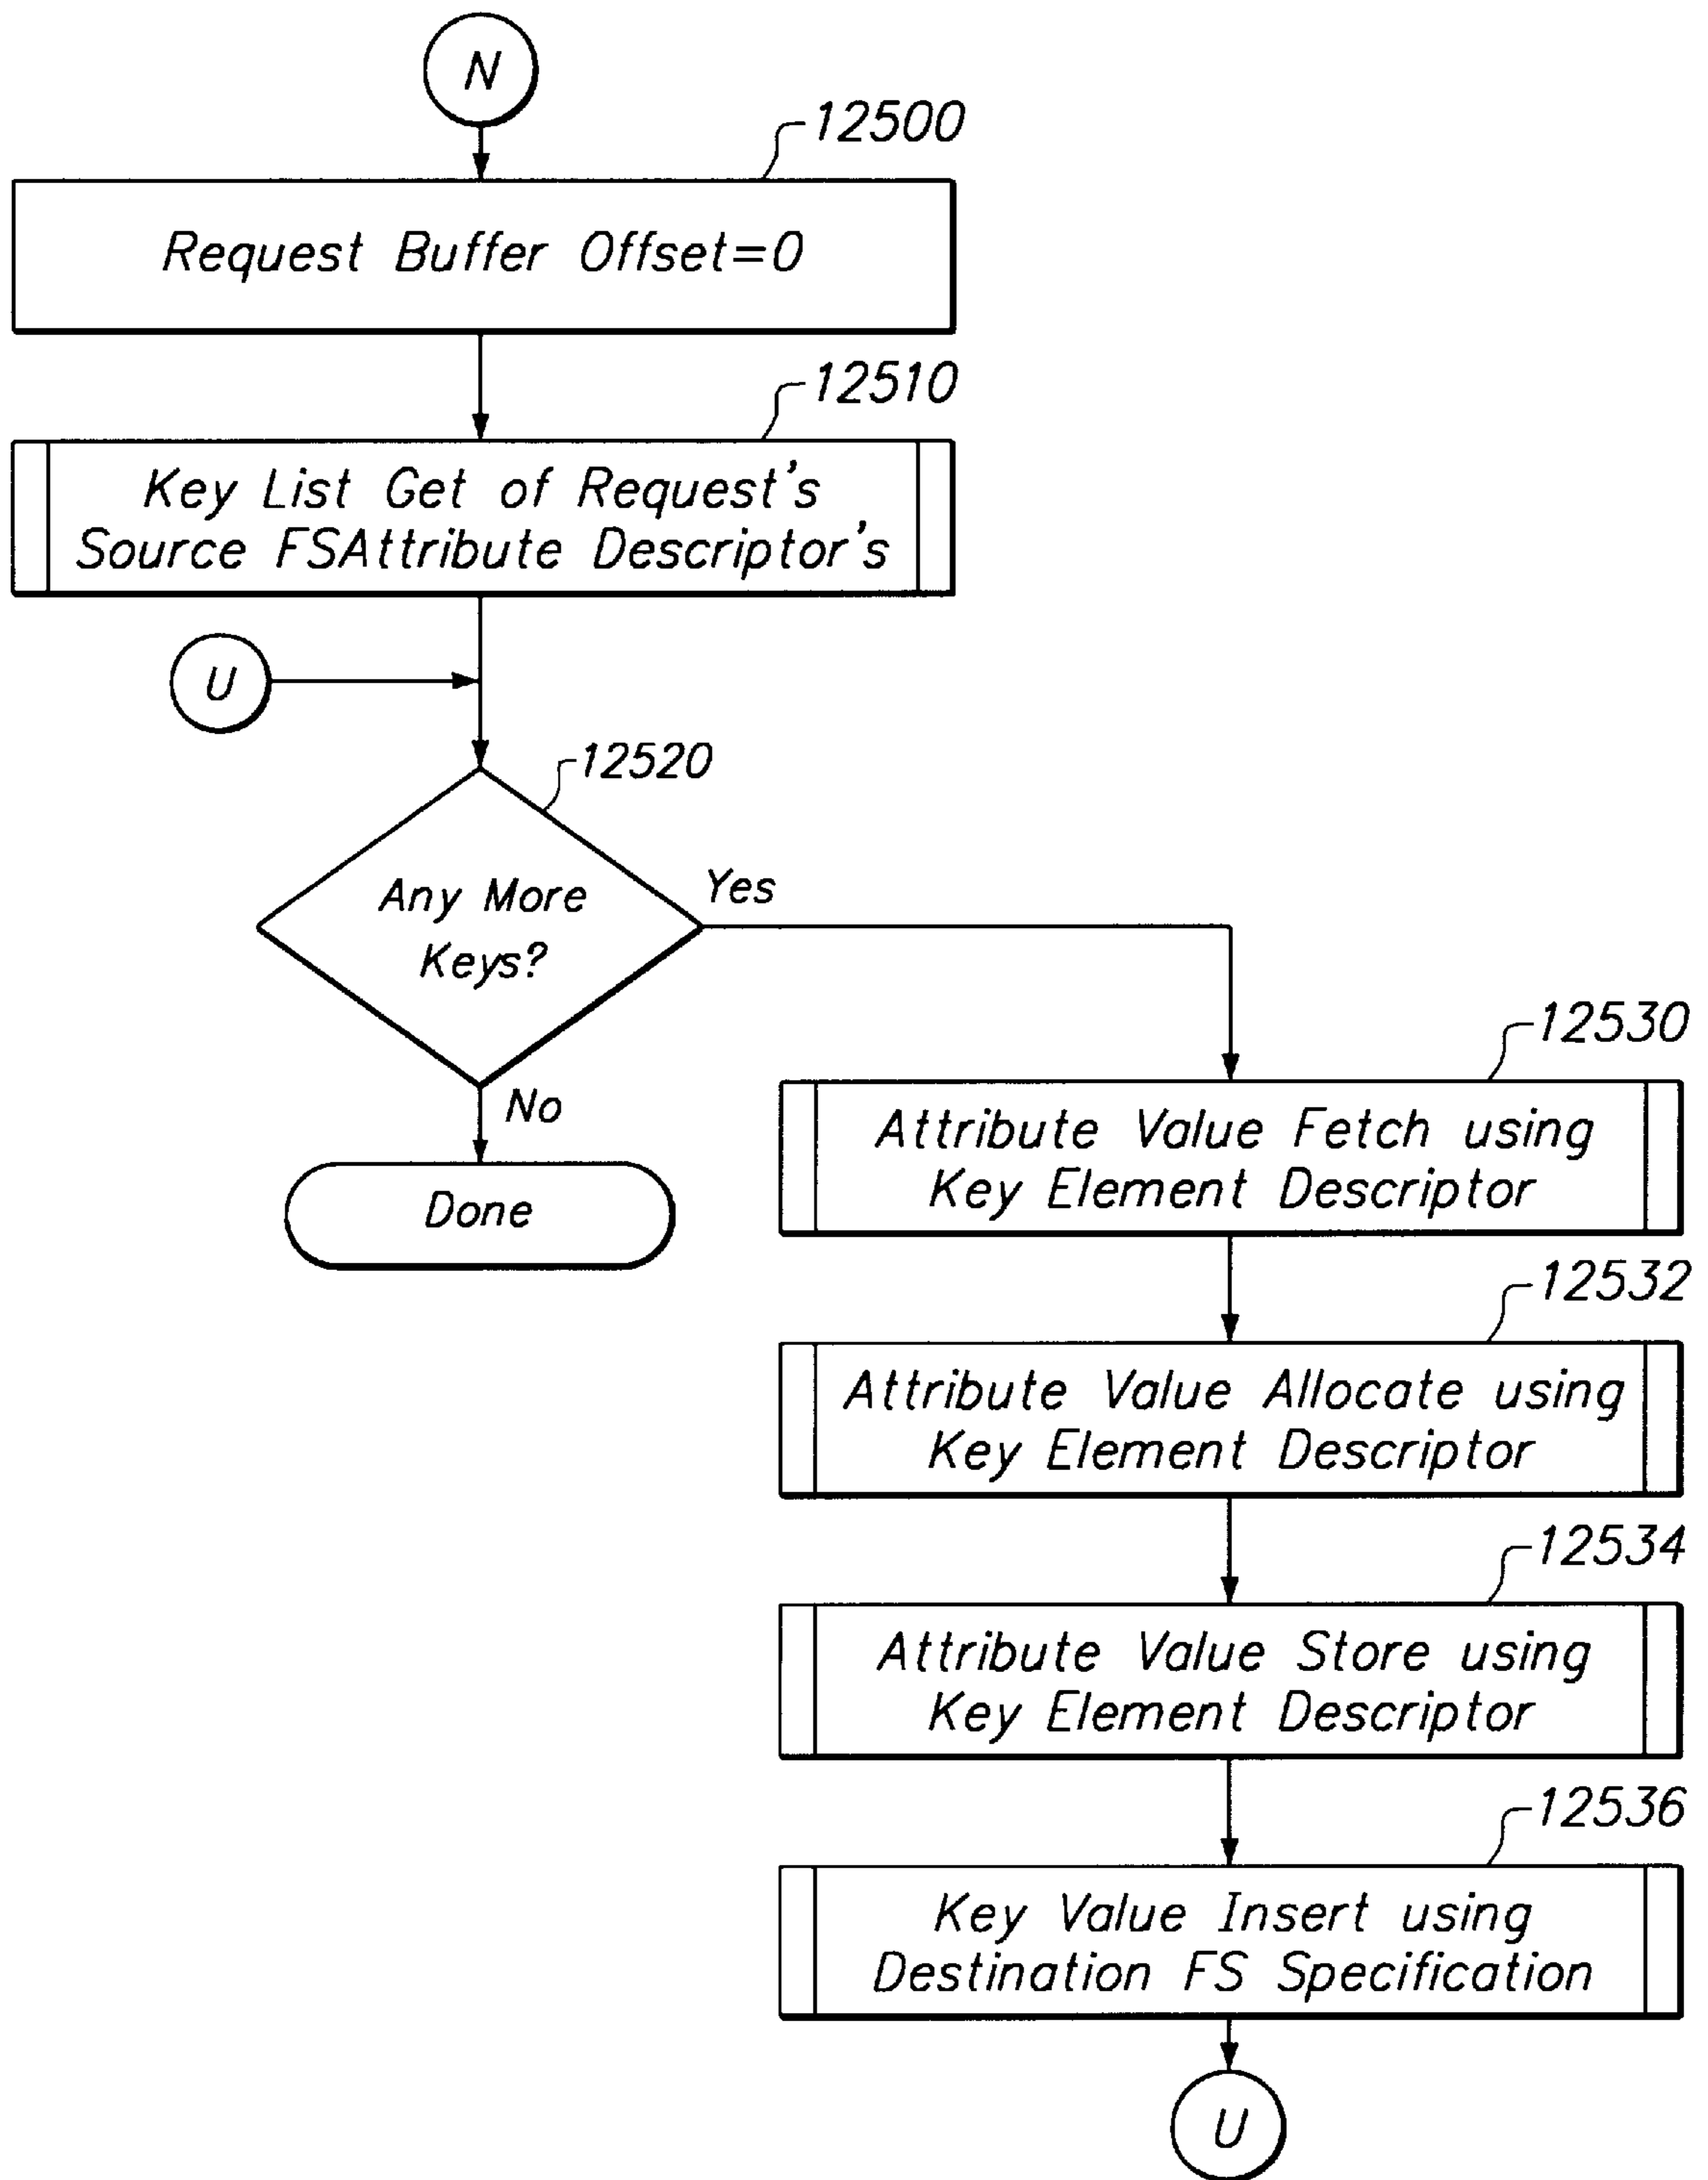 N
12500
Request Buffer Offset=0
12510
Key List Get of Request's
Source FSAttribute Descriptor's
U
12520
Any More
Keys?
Yes
No
Done
12530
Attribute Value Fetch using
Key Element Descriptor
12532
Attribute Value Allocate using
Key Element Descriptor
12534
Attribute Value Store using
Key Element Descriptor
12536
Key Value Insert using
Destination FS Specification
U